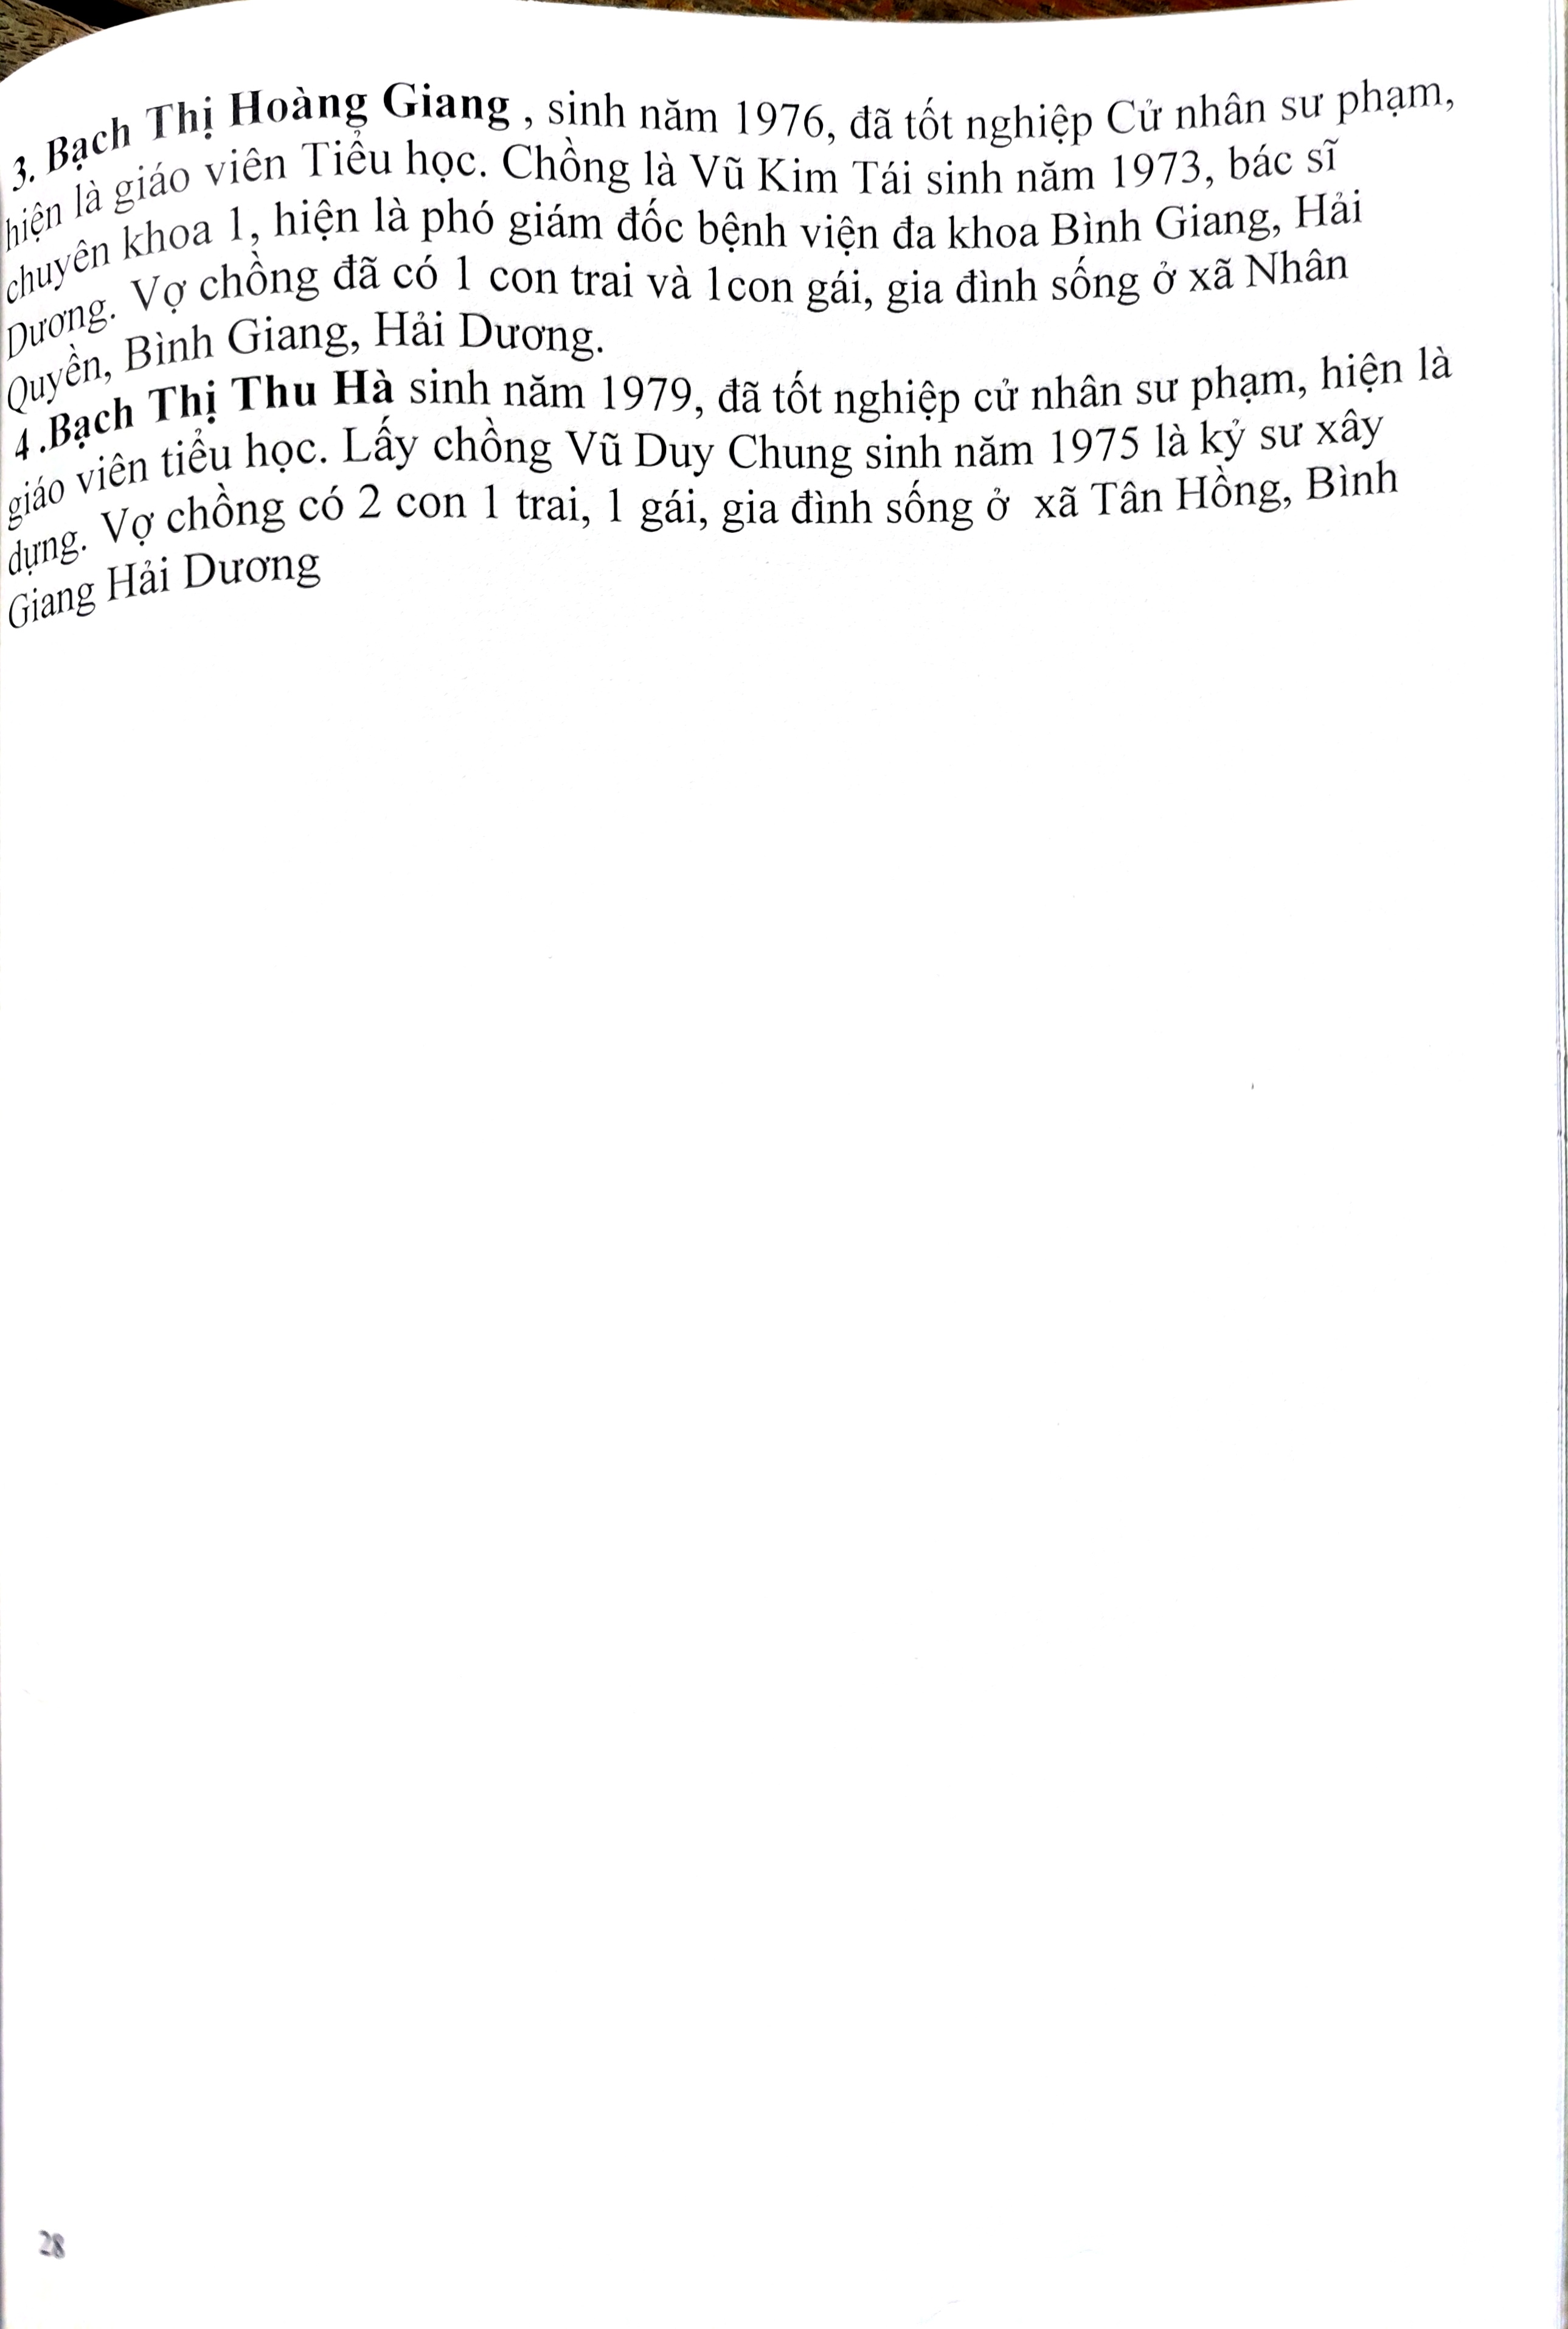 3. Bạch Thị Hoàng Giang , sinh năm 1976, đã tốt nghiệp Cử nhân sư phạm,
hiện là giáo viên Tiểu học. Chồng là Vũ Kim Tái sinh năm 1973, bác sĩ
chuyên khoa 1, hiện là phó giám đốc bệnh viện đa khoa Bình Giang, Hải
Dương. Vợ chồng đã có 1 con trai và 1con gái, gia đình sống ở xã Nhân
Quyền, Bình Giang, Hải Dương.
4 .Bạch Thị Thu Hà sinh năm 1979, đã tốt nghiệp cử nhân sư phạm, hiện là
giáo viên tiểu học. Lấy chồng Vũ Duy Chung sinh năm 1975 là kỷ sư xây
dựng. Vợ chồng có 2 con 1 trai, 1 gái, gia đình sống ở xã Tân Hồng, Bình
Giang Hải Dương
28